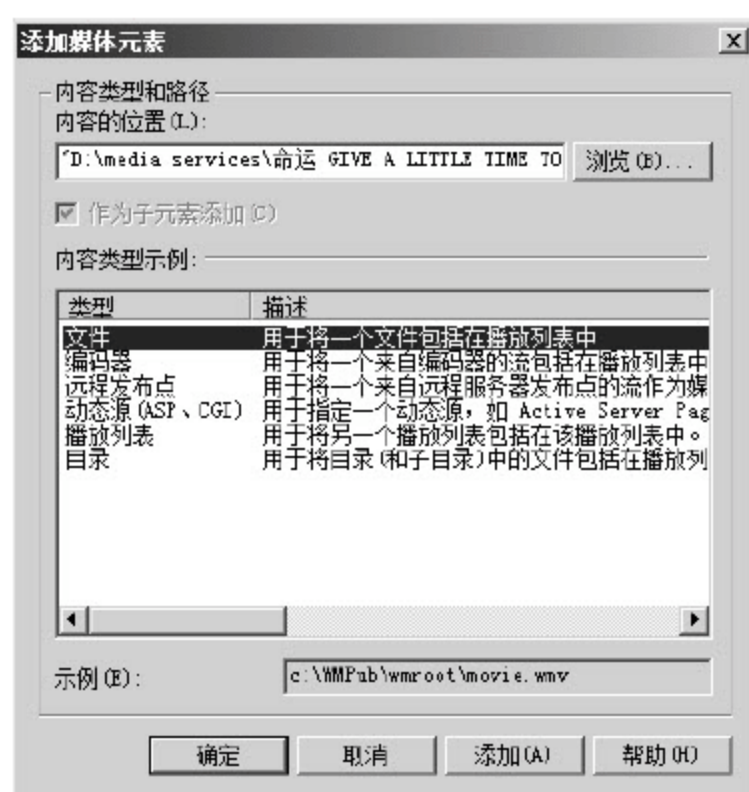 添加媒体元素
内容类型和路径
内容的位置(L):
"D:\media services\命运 GIVE A LITTLE TIME TO
浏览(B)...
作为子元素添加(C)
内容类型示例:
类型 描述
文件 用于将一个文件包括在播放列表中
编码器 用于将一个来自编码器的流包括在播放列表中
远程发布点 用于将一个来自远程服务器发布点的流作为媒
动态源(ASP、CGI) 用于指定一个动态源，如 Active Server Pag
播放列表 用于将另一个播放列表包括在该播放列表中。
目录 用于将目录(和子目录)中的文件包括在播放列
示例(E): c:\WMPub\wmroot\movie.wmv
确定 取消 添加(A) 帮助(H)